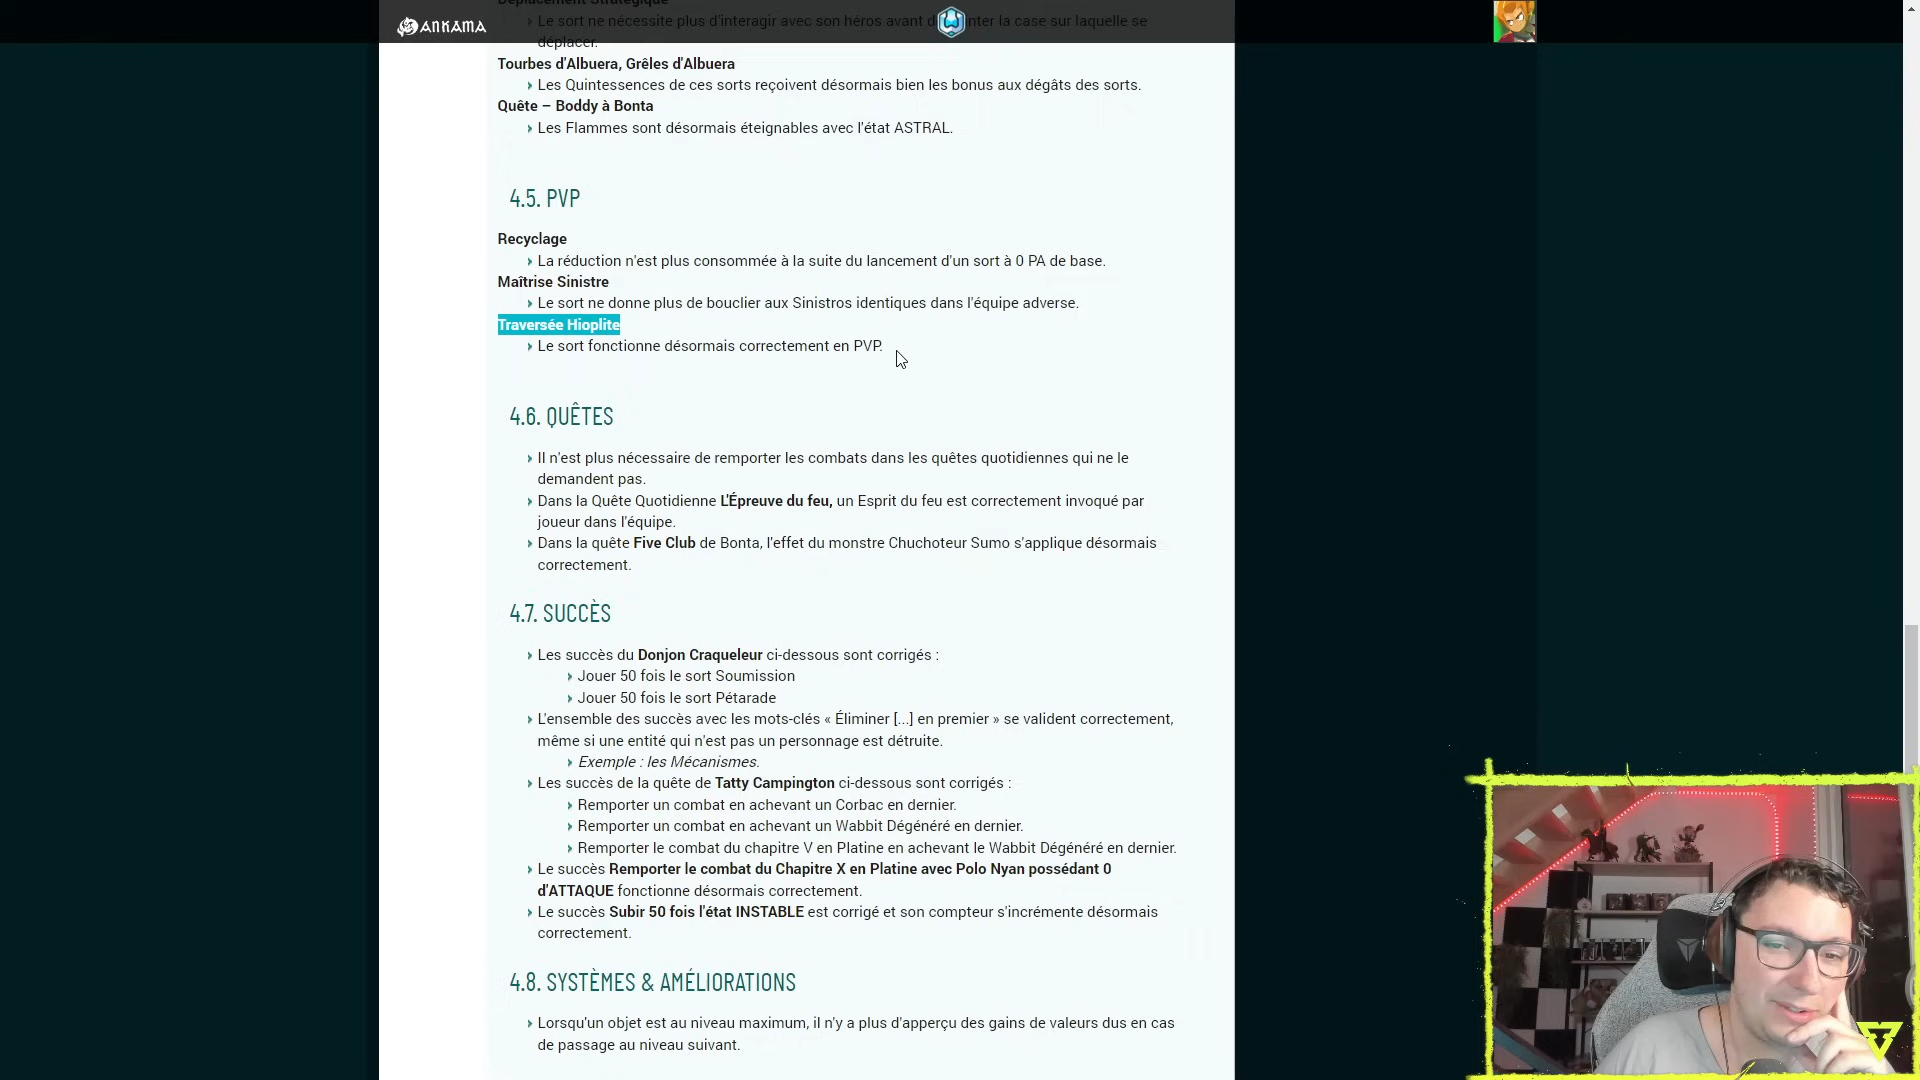 Déplacement Stratégique
Le sort ne nécessite plus d'interagir avec son héros avant de pointer la case sur laquelle se
déplacer.
ANKAMA
Tourbes d'Albuera, Grêles d'Albuera
Les Quintessences de ces sorts reçoivent désormais bien les bonus aux dégâts des sorts.
Quête – Boddy à Bonta
Les Flammes sont désormais éteignables avec l'état ASTRAL.
4.5. PVP
Recyclage
La réduction n'est plus consommée à la suite du lancement d'un sort à 0 PA de base.
Maîtrise Sinistre
Le sort ne donne plus de bouclier aux Sinistros identiques dans l'équipe adverse.
Traversée Hioplite
Le sort fonctionne désormais correctement en PVP.
4.6. QUÊTES
Il n'est plus nécessaire de remporter les combats dans les quêtes quotidiennes qui ne le
demandent pas.
Dans la Quête Quotidienne L'Épreuve du feu, un Esprit du feu est correctement invoqué par
joueur dans l'équipe.
Dans la quête Five Club de Bonta, l'effet du monstre Chuchoteur Sumo s'applique désormais
correctement.
4.7. SUCCÈS
Les succès du Donjon Craqueleur ci-dessous sont corrigés :
Jouer 50 fois le sort Soumission
Jouer 50 fois le sort Pétarade
L'ensemble des succès avec les mots-clés « Éliminer [...] en premier » se valident correctement,
même si une entité qui n'est pas un personnage est détruite.
Exemple : les Mécanismes.
Les succès de la quête de Tatty Campington ci-dessous sont corrigés :
Remporter un combat en achevant un Corbac en dernier.
Remporter un combat en achevant un Wabbit Dégénéré en dernier.
Remporter le combat du chapitre V en Platine en achevant le Wabbit Dégénéré en dernier.
Le succès Remporter le combat du Chapitre X en Platine avec Polo Nyan possédant 0
d'ATTAQUE fonctionne désormais correctement.
Le succès Subir 50 fois l'état INSTABLE est corrigé et son compteur s'incrémente désormais
correctement.
4.8. SYSTÈMES & AMÉLIORATIONS
Lorsqu'un objet est au niveau maximum, il n'y a plus d'apperçu des gains de valeurs dus en cas
de passage au niveau suivant.